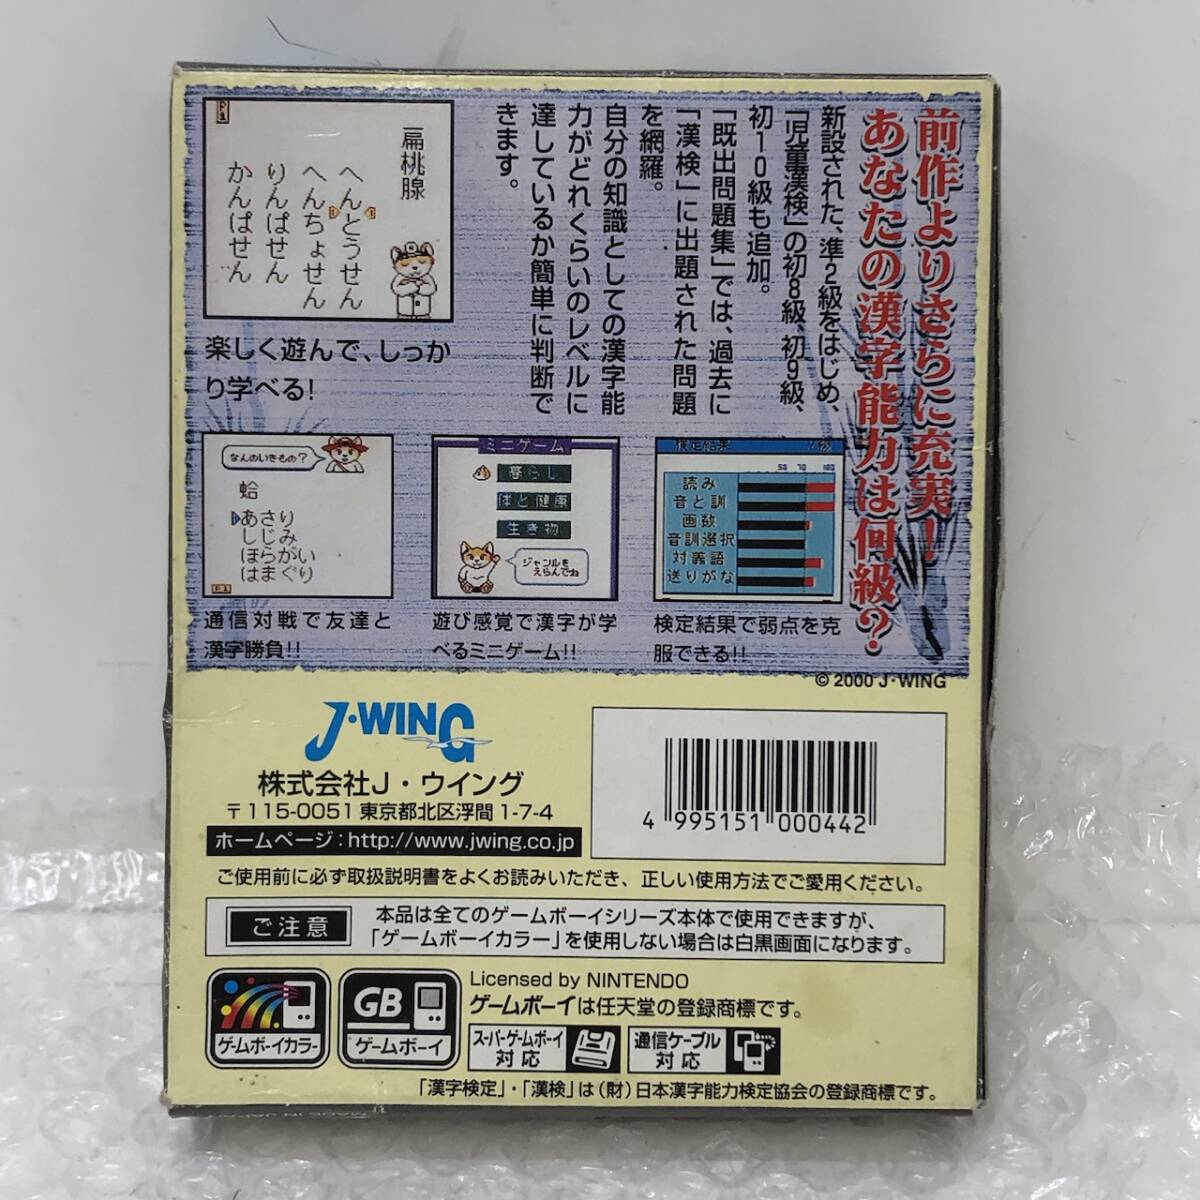 前作よりさらに充実！
あなたの漢字能力は何級？
新設された、準2級をはじめ、
「児童漢検」の初8級、初9級、
初10級も追加。
「既出問題集」では、過去に
「漢検」に出題された問題
を網羅。
自分の知識としての漢字能
力がどれくらいのレベルに
達しているか簡単に判断で
きます。
P1
扁桃腺
へんとうせん
へんちょせん
りんぱせん
かんぱせん
楽しく遊んで、しっか
り学べる！
なんのいきもの?
蛤
あさり
しじみ
ほらがい
はまぐり
P1
通信対戦で友達と
漢字勝負!!
ミニゲーム
暮らし
体と健康
生き物
ジャンルを
えらんでね
遊び感覚で漢字が学
べるミニゲーム!!
検定結果
50 70 100
読み
音と訓
画数
音訓選択
対義語
送りがな
検定結果で弱点を克
服できる!!
© 2000 J・WING
J・WING
株式会社J・ウイング
〒115-0051 東京都北区浮間 1-7-4
ホームページ：http://www.jwing.co.jp
4 995151 000442
ご使用前に必ず取扱説明書をよくお読みいただき、正しい使用方法でご愛用ください。
ご注意
本品は全てのゲームボーイシリーズ本体で使用できますが、
「ゲームボーイカラー」を使用しない場合は白黒画面になります。
ゲームボーイカラー
GB
ゲームボーイ
Licensed by NINTENDO
ゲームボーイは任天堂の登録商標です。
スーパーゲームボーイ
対応
通信ケーブル
対応
「漢字検定」・「漢検」は（財）日本漢字能力検定協会の登録商標です。